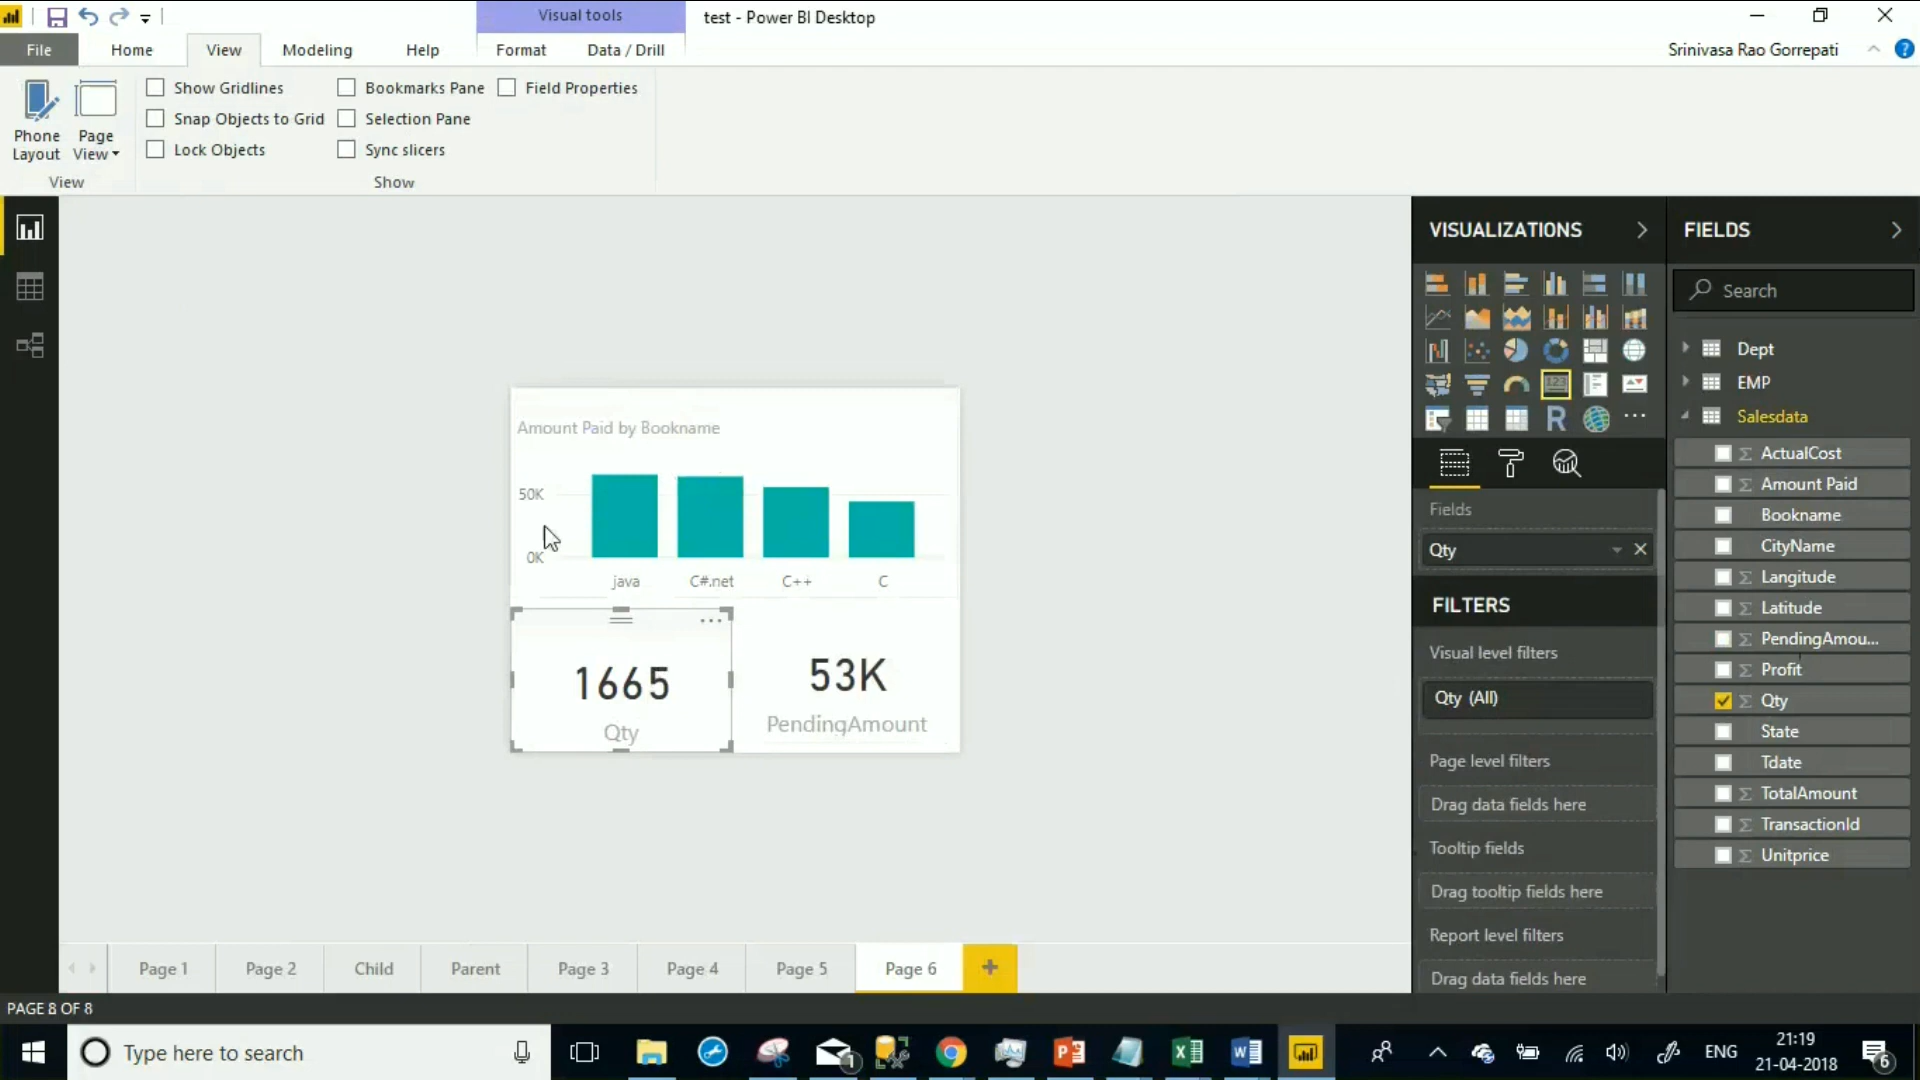 Visual tools
test - Power BI Desktop
File
Home
View
Modeling
Help
Format
Data / Drill
Srinivasa Rao Gorrepati
Phone Layout
Page View
Show Gridlines
Snap Objects to Grid
Lock Objects
Bookmarks Pane
Selection Pane
Sync slicers
Field Properties
View
Show
Amount Paid by Bookname
50K
0K
java
C#.net
C++
C
1665
Qty
53K
PendingAmount
VISUALIZATIONS
Fields
Qty
FILTERS
Visual level filters
Qty (All)
Page level filters
Drag data fields here
Tooltip fields
Drag tooltip fields here
Report level filters
Drag data fields here
FIELDS
Search
Dept
EMP
Salesdata
ActualCost
Amount Paid
Bookname
CityName
Langitude
Latitude
PendingAmou...
Profit
Qty
State
Tdate
TotalAmount
TransactionId
Unitprice
Page 1
Page 2
Child
Parent
Page 3
Page 4
Page 5
Page 6
PAGE 8 OF 8
Type here to search
1
ENG
21:19
21-04-2018
6